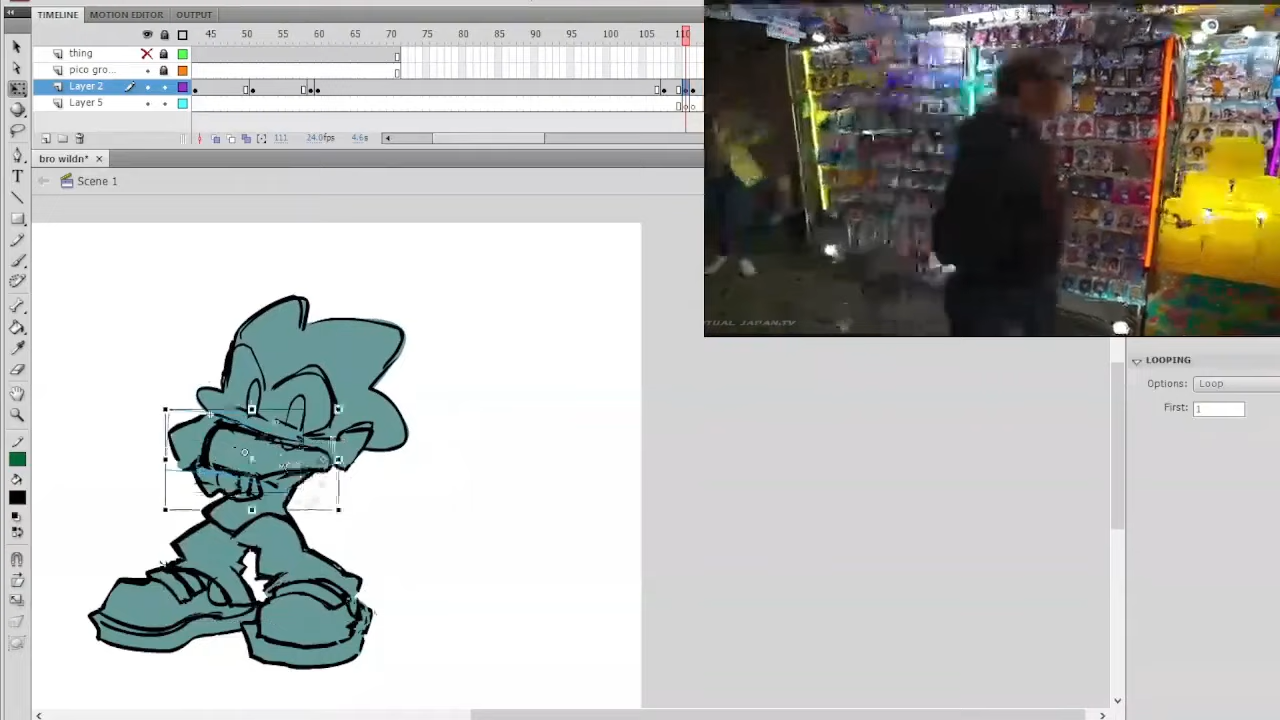 TIMELINE MOTION EDITOR OUTPUT
45 50 55 60 65 70 75 80 85 90 95 100 105 110
thing
pico gro...
Layer 2
Layer 5
111 24.0fps 4.6s
bro wildn* ×
Scene 1
T
LOOPING
Options: Loop
First: 1
JAPAN.TV